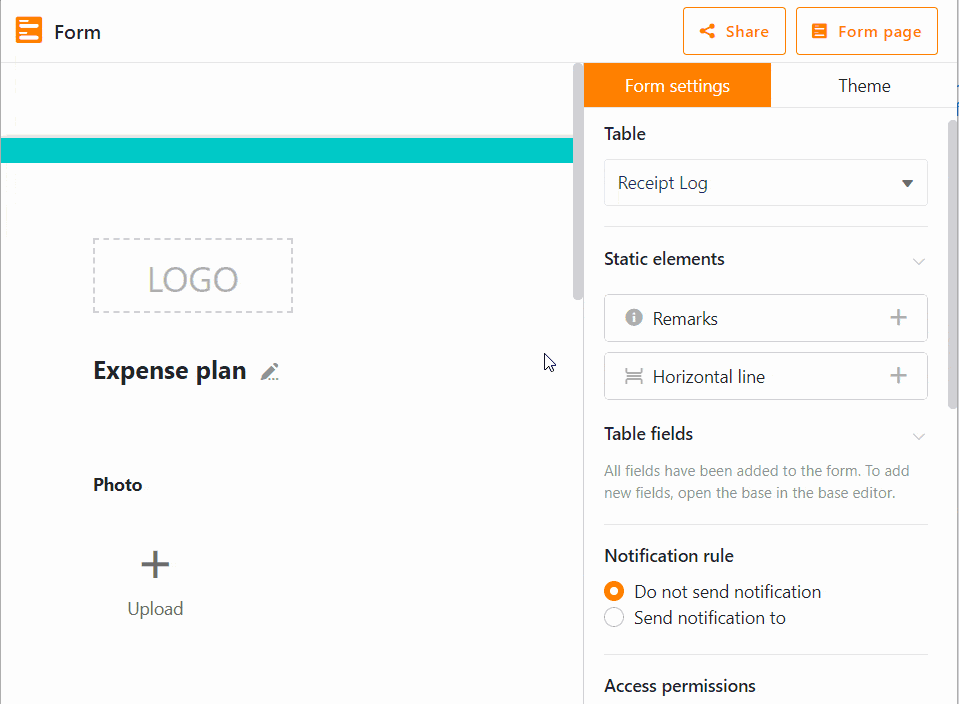 Form
Share
Form page
Form settings
Theme
Table
Receipt Log
Static elements
LOGO
Remarks
Expense plan
Horizontal line
Table fields
All fields have been added to the form. To add
new fields, open the base in the base editor.
Photo
Notification rule
Do not send notification
Upload
Send notification to
Access permissions